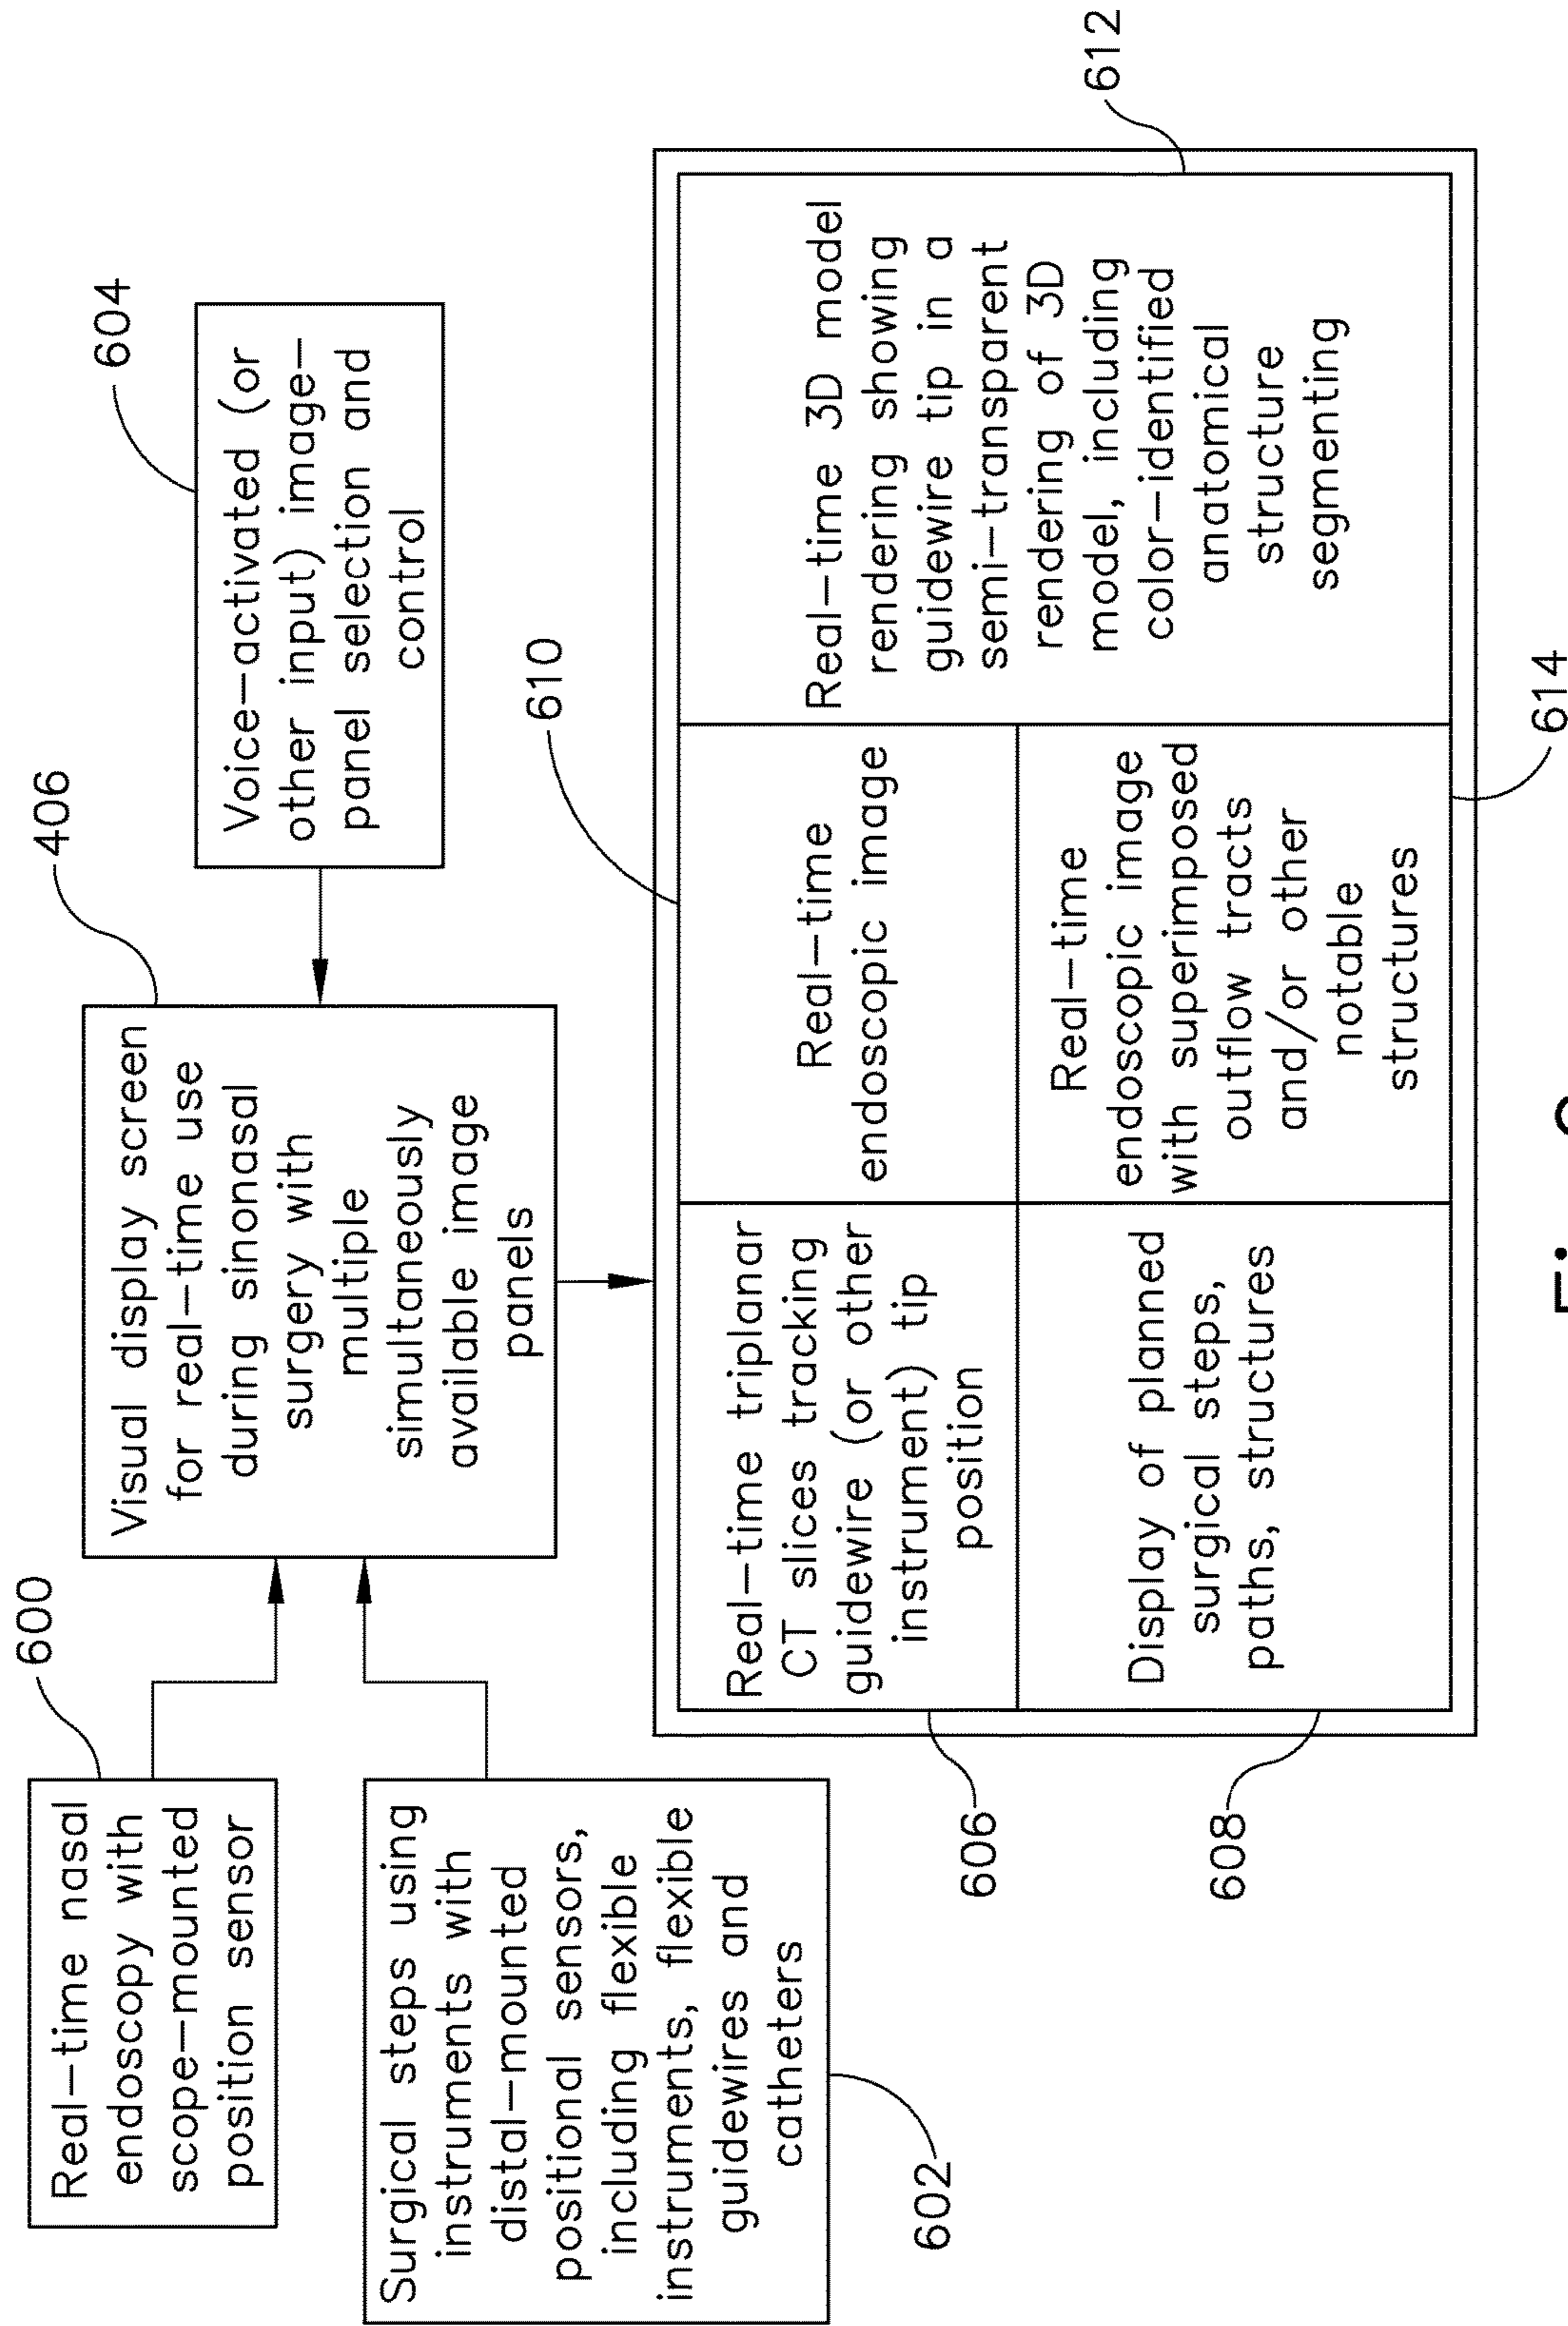 600
Real-time nasal
endoscopy with
scope-mounted
position sensor
406
Visual display screen
for real-time use
during sinonasal
surgery with
multiple
simultaneously
available image
panels
604
Voice-activated (or
other input) image-
panel selection and
control
Surgical steps using
instruments with
distal-mounted
positional sensors,
including flexible
instruments, flexible
guidewires and
catheters
602
610
606
Real-time triplanar
CT slices tracking
guidewire (or other
instrument) tip
position
Real-time
endoscopic image
Real-time 3D model
rendering showing
guidewire tip in a
semi-transparent
rendering of 3D
model, including
color-identified
anatomical
structure
segmenting
612
608
Display of planned
surgical steps,
paths, structures
Real-time
endoscopic image
with superimposed
outflow tracts
and/or other
notable
structures
614